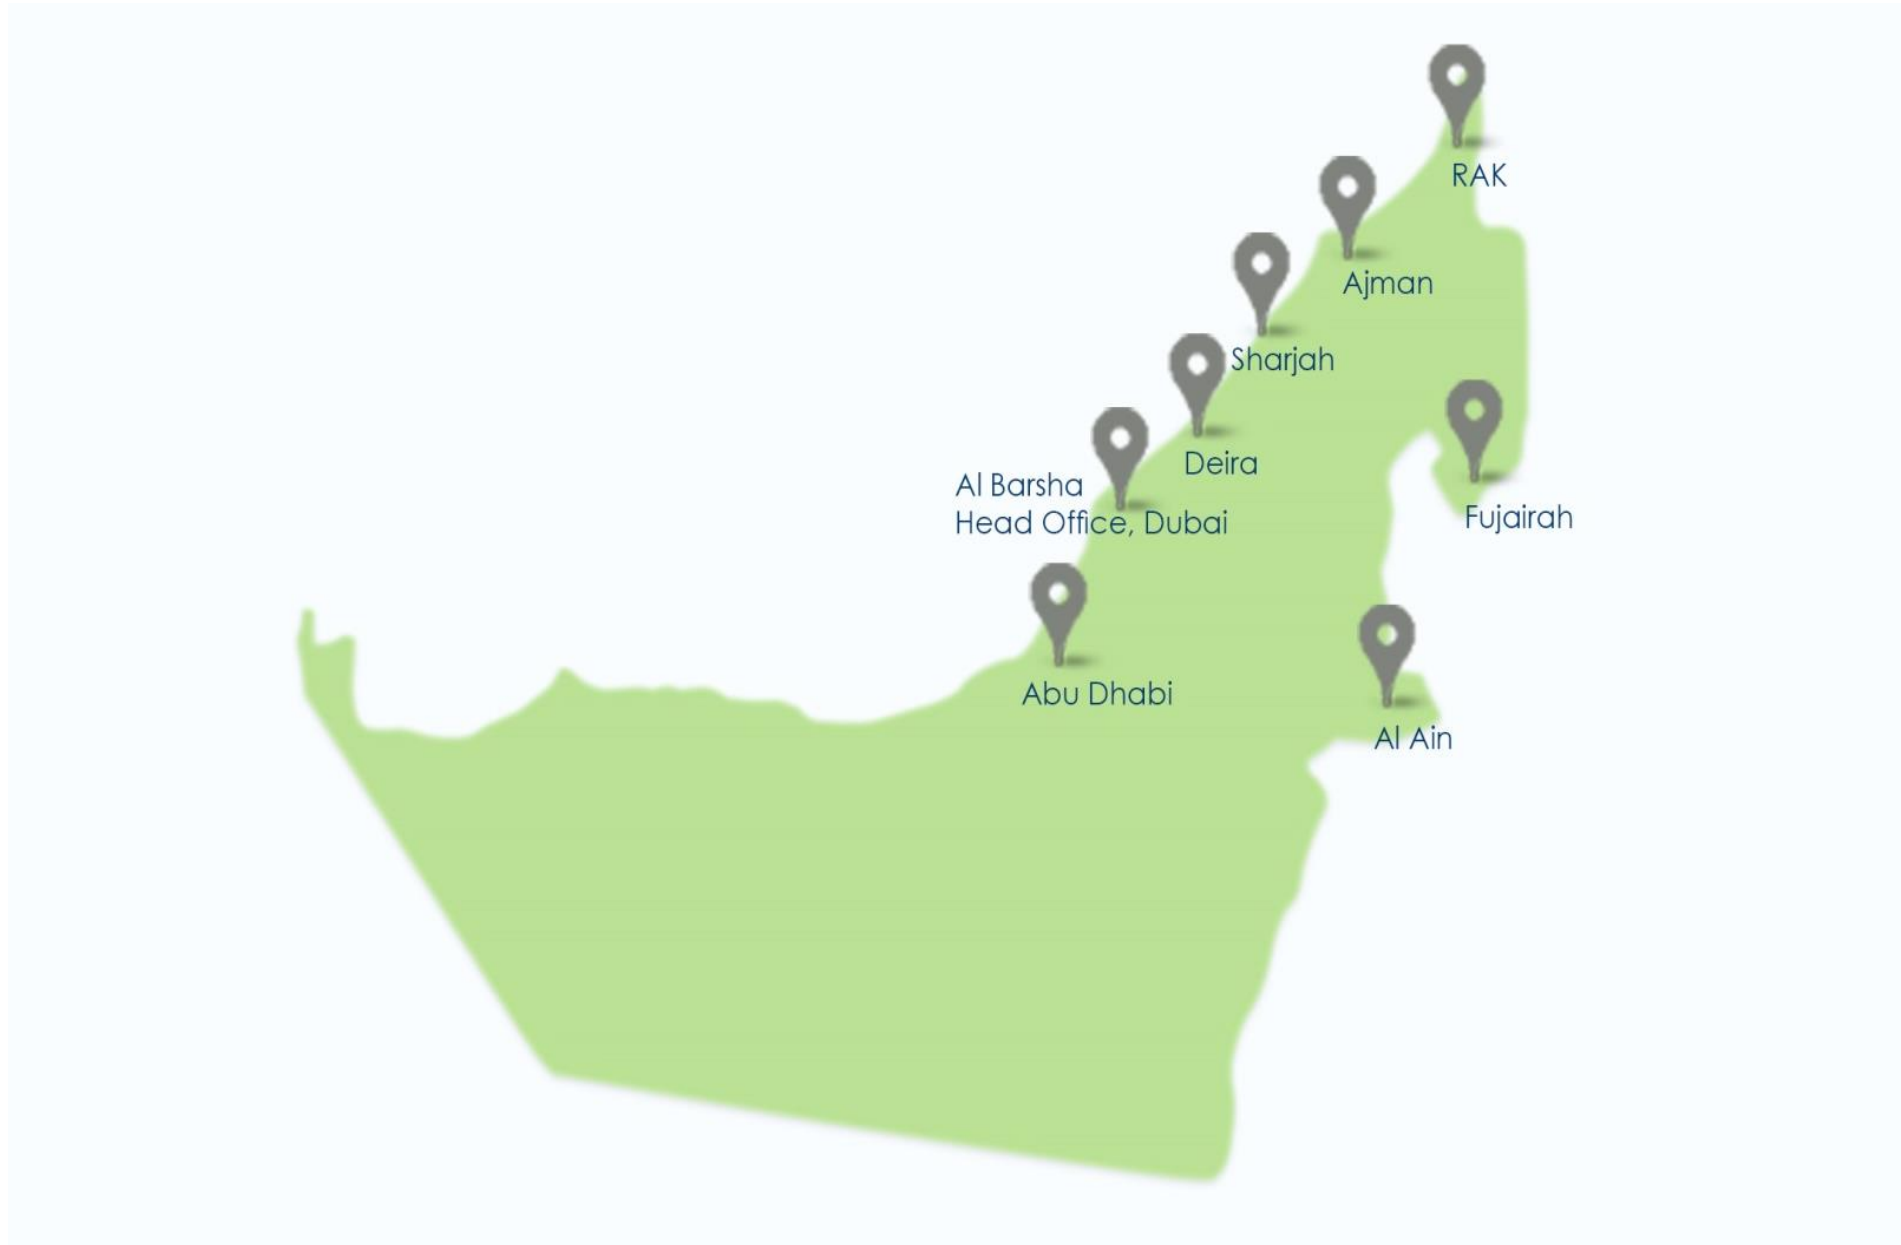 RAK
Ajman
Sharjah
Deira
Al Barsha
Head Office, Dubai
Fujairah
Abu Dhabi
Al Ain